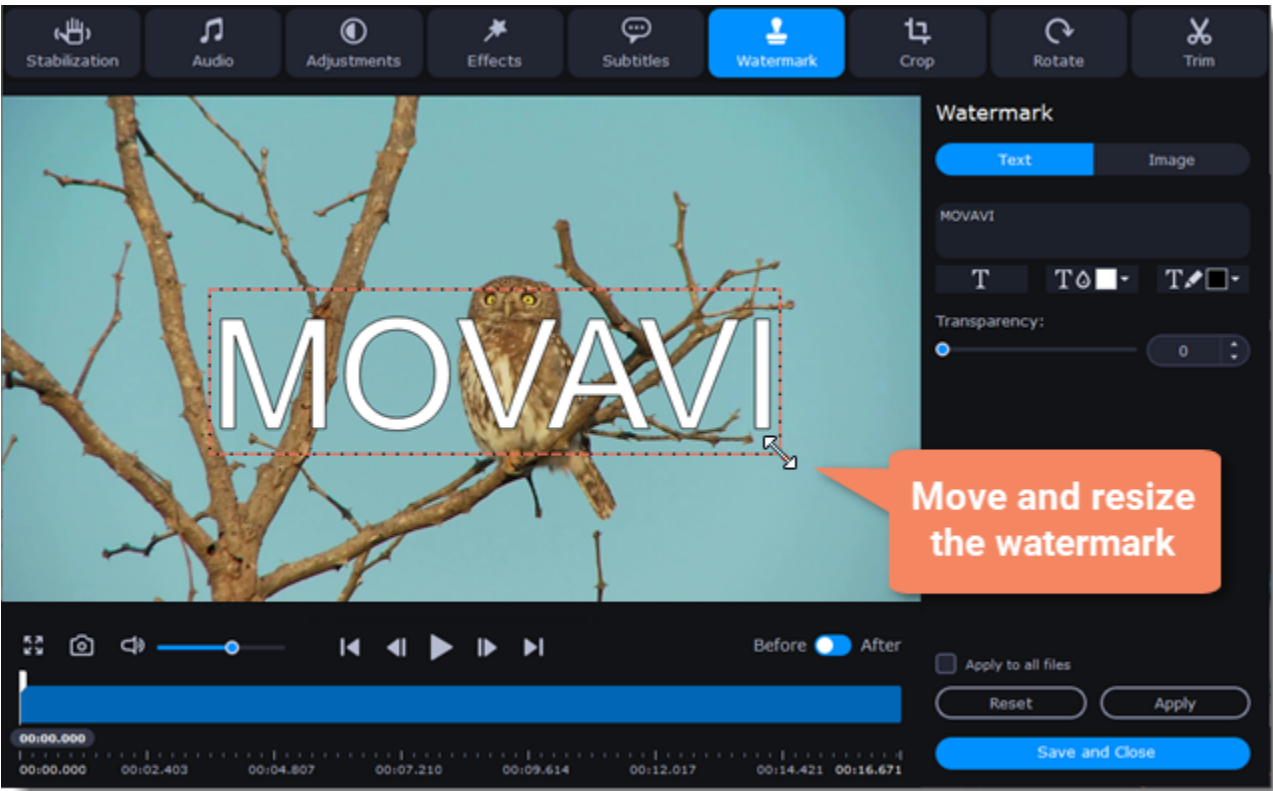 Stabilization
Audio
Adjustments
Effects
Subtitles
Watermark
Crop
Rotate
Trim
Watermark
Text
Image
MOVAVI
T
T
T
Transparency:
0
MOVAVI
Move and resize
the watermark
Before
After
Apply to all files
Reset
Apply
Save and Close
00:00.000
00:00.000
00:02.403
00:04.807
00:07.210
00:09.614
00:12.017
00:14.421
00:16.671